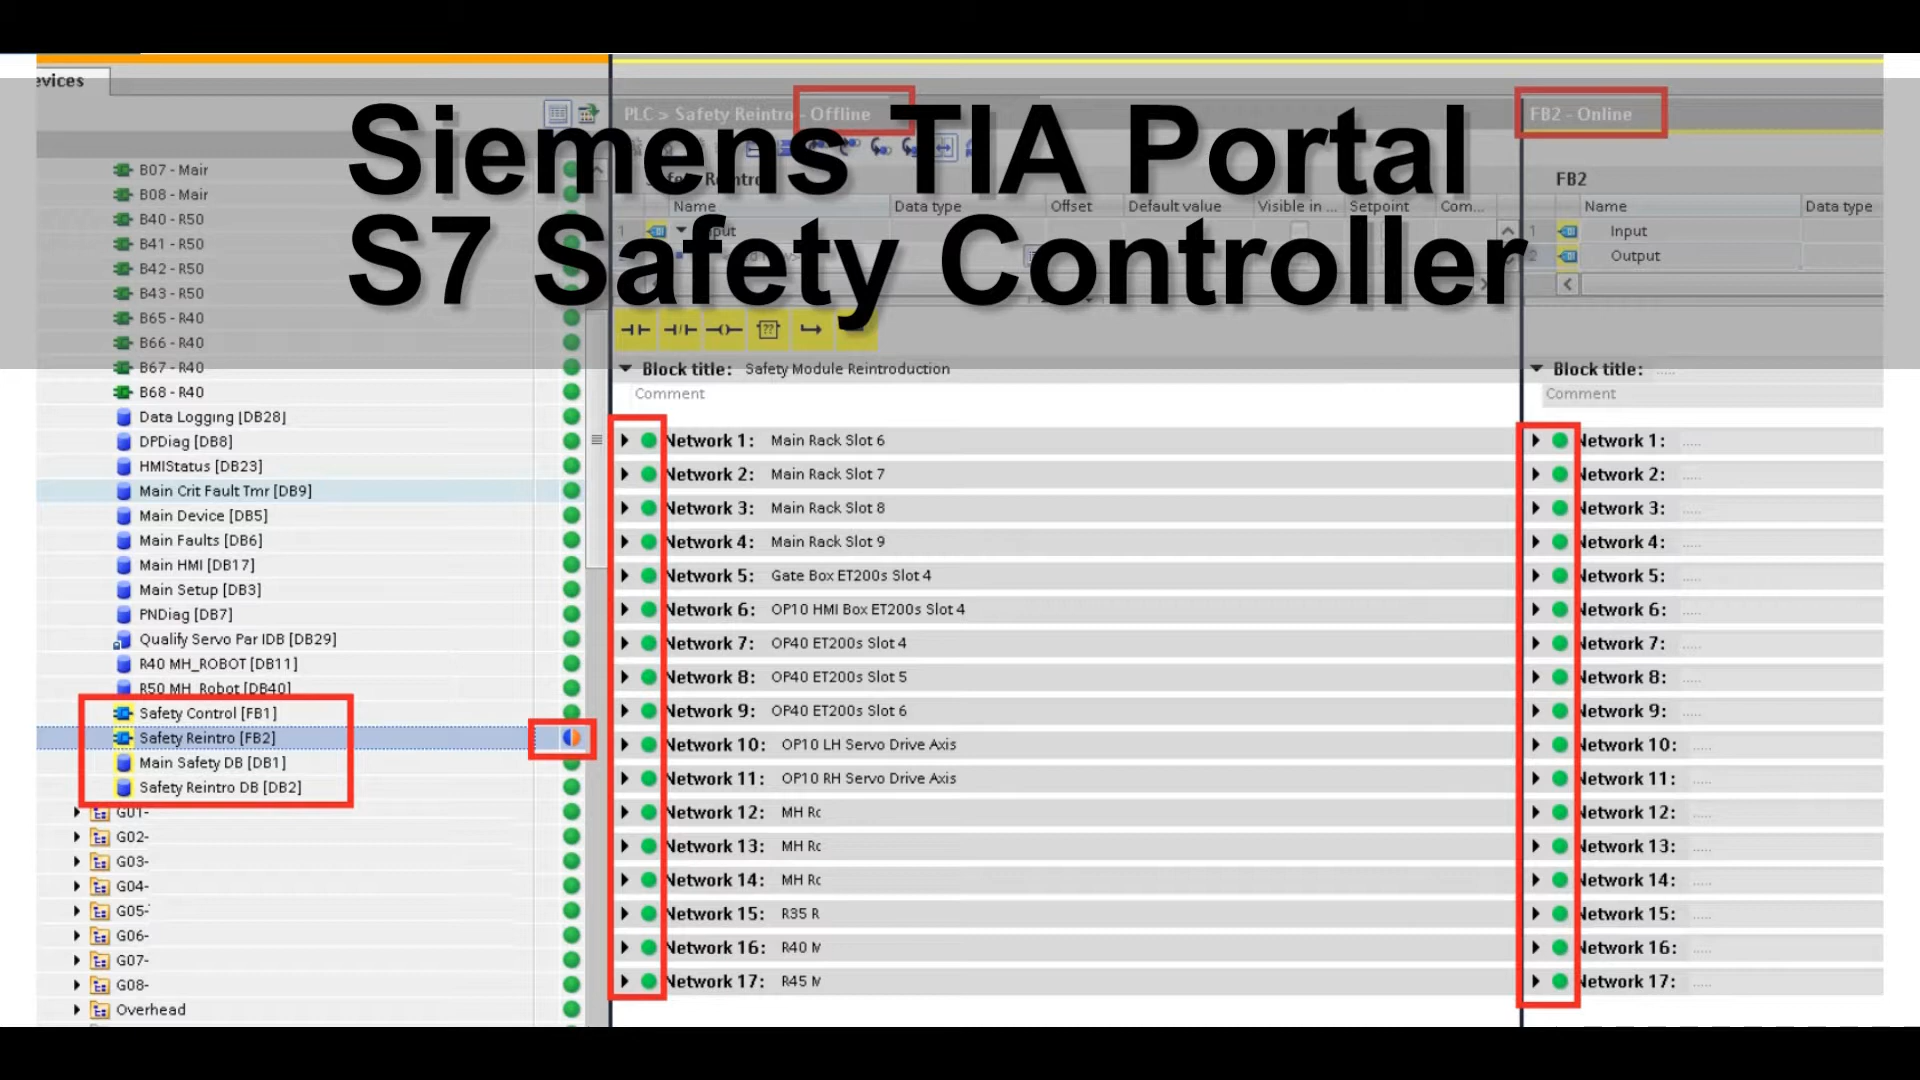 Siemens TIA Portal
S7 Safety Controller
evices
B07 - Mair
B08 - Mair
B40 - R50
B41 - R50
B42 - R50
B43 - R50
B65 - R40
B66 - R40
B67 - R40
B68 - R40
Data Logging [DB28]
DPDiag [DB8]
HMIStatus [DB23]
Main Crit Fault Tmr [DB9]
Main Device [DB5]
Main Faults [DB6]
Main HMI [DB17]
Main Setup [DB3]
PNDiag [DB7]
Qualify Servo Par IDB [DB29]
R40 MH_ROBOT [DB11]
R50 MH_Robot [DB40]
Safety Control [FB1]
Safety Reintro [FB2]
Main Safety DB [DB1]
Safety Reintro DB [DB2]
G01-
G02-
G03-
G04-
G05-
G06-
G07-
G08-
Overhead
PLC > Safety Reintro - Offline
Safety Reintro
Name Data type Offset Default value Visible in ... Setpoint Com...
1
Block title: Safety Module Reintroduction
Comment
Network 1: Main Rack Slot 6
Network 2: Main Rack Slot 7
Network 3: Main Rack Slot 8
Network 4: Main Rack Slot 9
Network 5: Gate Box ET200s Slot 4
Network 6: OP10 HMI Box ET200s Slot 4
Network 7: OP40 ET200s Slot 4
Network 8: OP40 ET200s Slot 5
Network 9: OP40 ET200s Slot 6
Network 10: OP10 LH Servo Drive Axis
Network 11: OP10 RH Servo Drive Axis
Network 12: MH Rc
Network 13: MH Rc
Network 14: MH Rc
Network 15: R35 R
Network 16: R40 M
Network 17: R45 M
FB2 - Online
FB2
Name Data type
1 Input
2 Output
Block title: .....
Comment
Network 1: .....
Network 2: .....
Network 3: .....
Network 4: .....
Network 5: .....
Network 6: .....
Network 7: .....
Network 8: .....
Network 9: .....
Network 10: .....
Network 11: .....
Network 12: .....
Network 13: .....
Network 14: .....
Network 15: .....
Network 16: .....
Network 17: .....